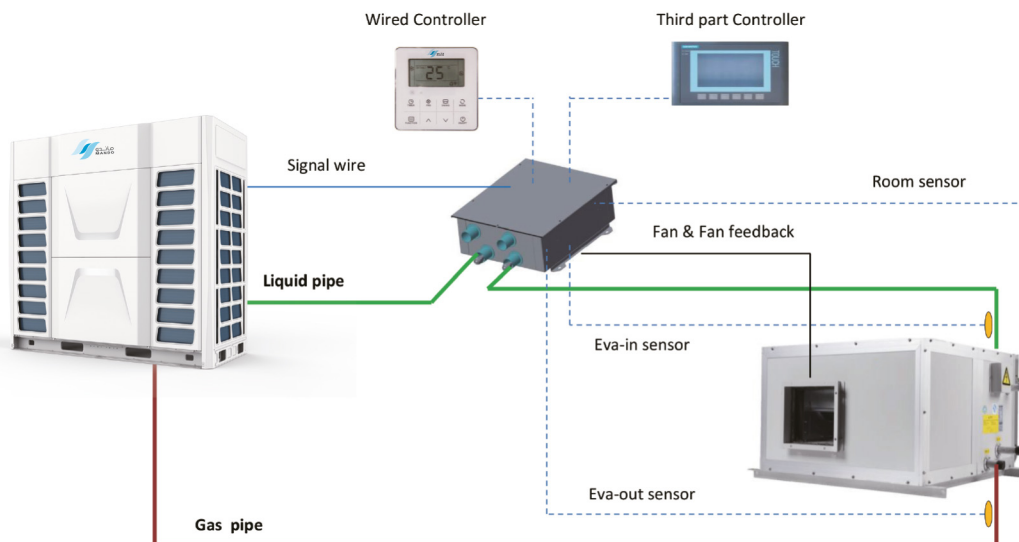 Wired Controller
Third part Controller
25
TOUCH
Signal wire
Room sensor
Fan & Fan feedback
Liquid pipe
Eva-in sensor
Eva-out sensor
Gas pipe